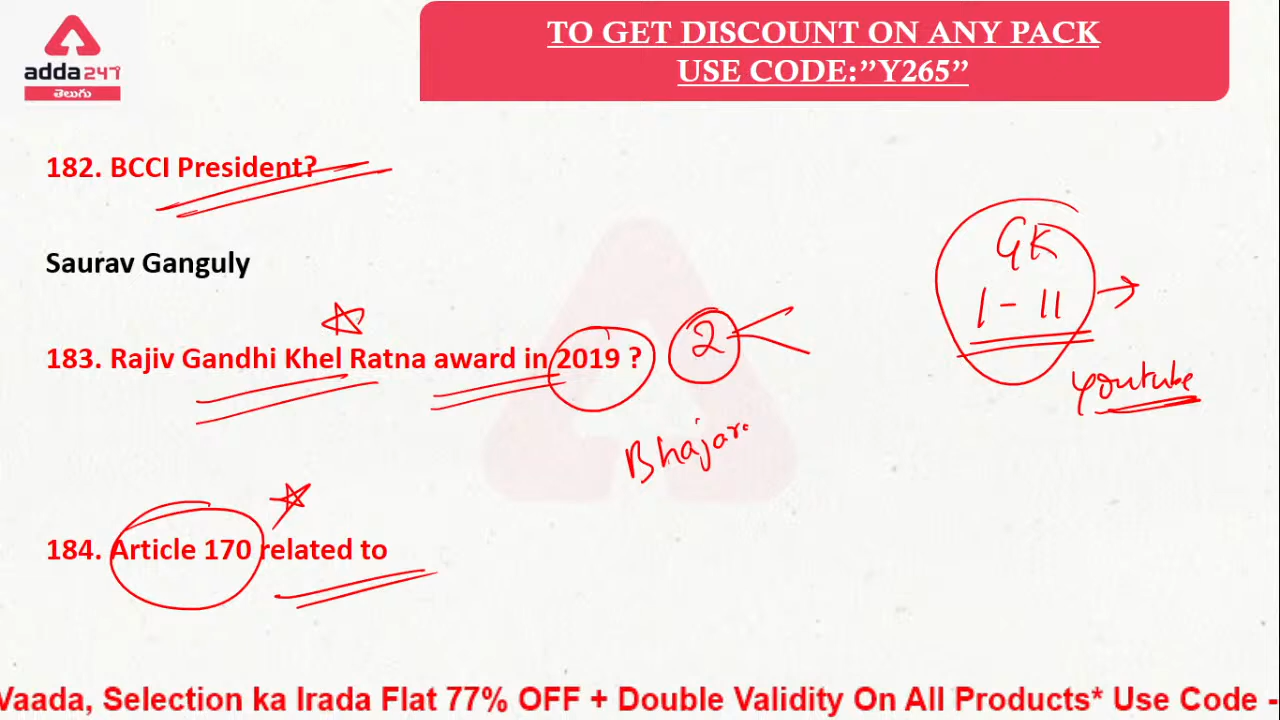 adda247
తెలుగు
TO GET DISCOUNT ON ANY PACK
USE CODE:”Y265”
182. BCCI President?
Saurav Ganguly
GK
1 - 11
183. Rajiv Gandhi Khel Ratna award in 2019 ?
2
youtube
Bhajar
184. Article 170 related to
Vaada, Selection ka Irada Flat 77% OFF + Double Validity On All Products* Use Code -